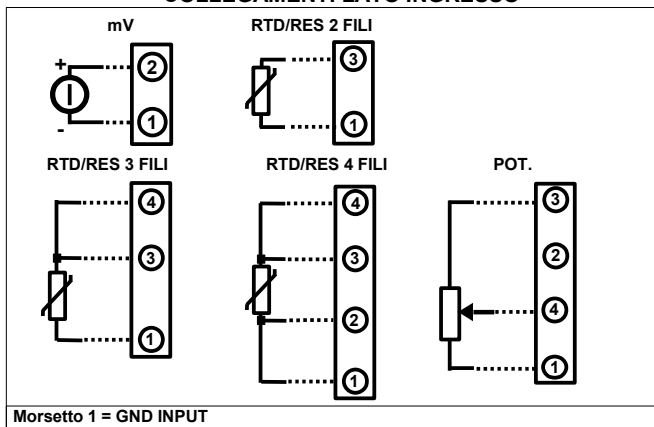 mV
RTD/RES 2 FILI
+
2
-
1
3
1
RTD/RES 3 FILI
RTD/RES 4 FILI
POT.
4
3
1
4
3
2
1
3
2
4
1
Morsetto 1 = GND INPUT